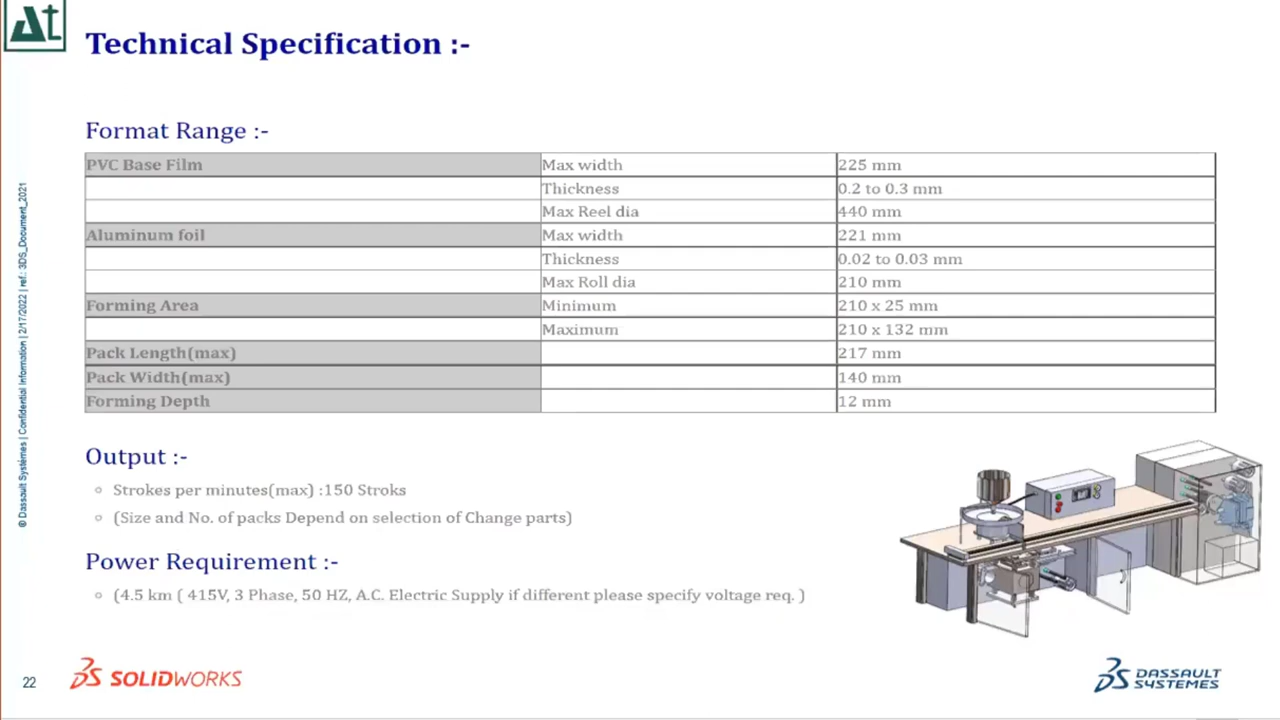 At
Technical Specification :-
Format Range :-
PVC Base Film Max width 225 mm
Thickness 0.2 to 0.3 mm
Max Reel dia 440 mm
Aluminum foil Max width 221 mm
Thickness 0.02 to 0.03 mm
Max Roll dia 210 mm
Forming Area Minimum 210 x 25 mm
Maximum 210 x 132 mm
Pack Length(max) 217 mm
Pack Width(max) 140 mm
Forming Depth 12 mm
Output :-
Strokes per minutes(max) :150 Stroks
(Size and No. of packs Depend on selection of Change parts)
Power Requirement :-
(4.5 km ( 415V, 3 Phase, 50 HZ, A.C. Electric Supply if different please specify voltage req. )
© Dassault Systèmes | Confidential Information | 2/17/2022 | ref.: 3DS_Document_2021
22
SOLIDWORKS
DASSAULT
SYSTEMES